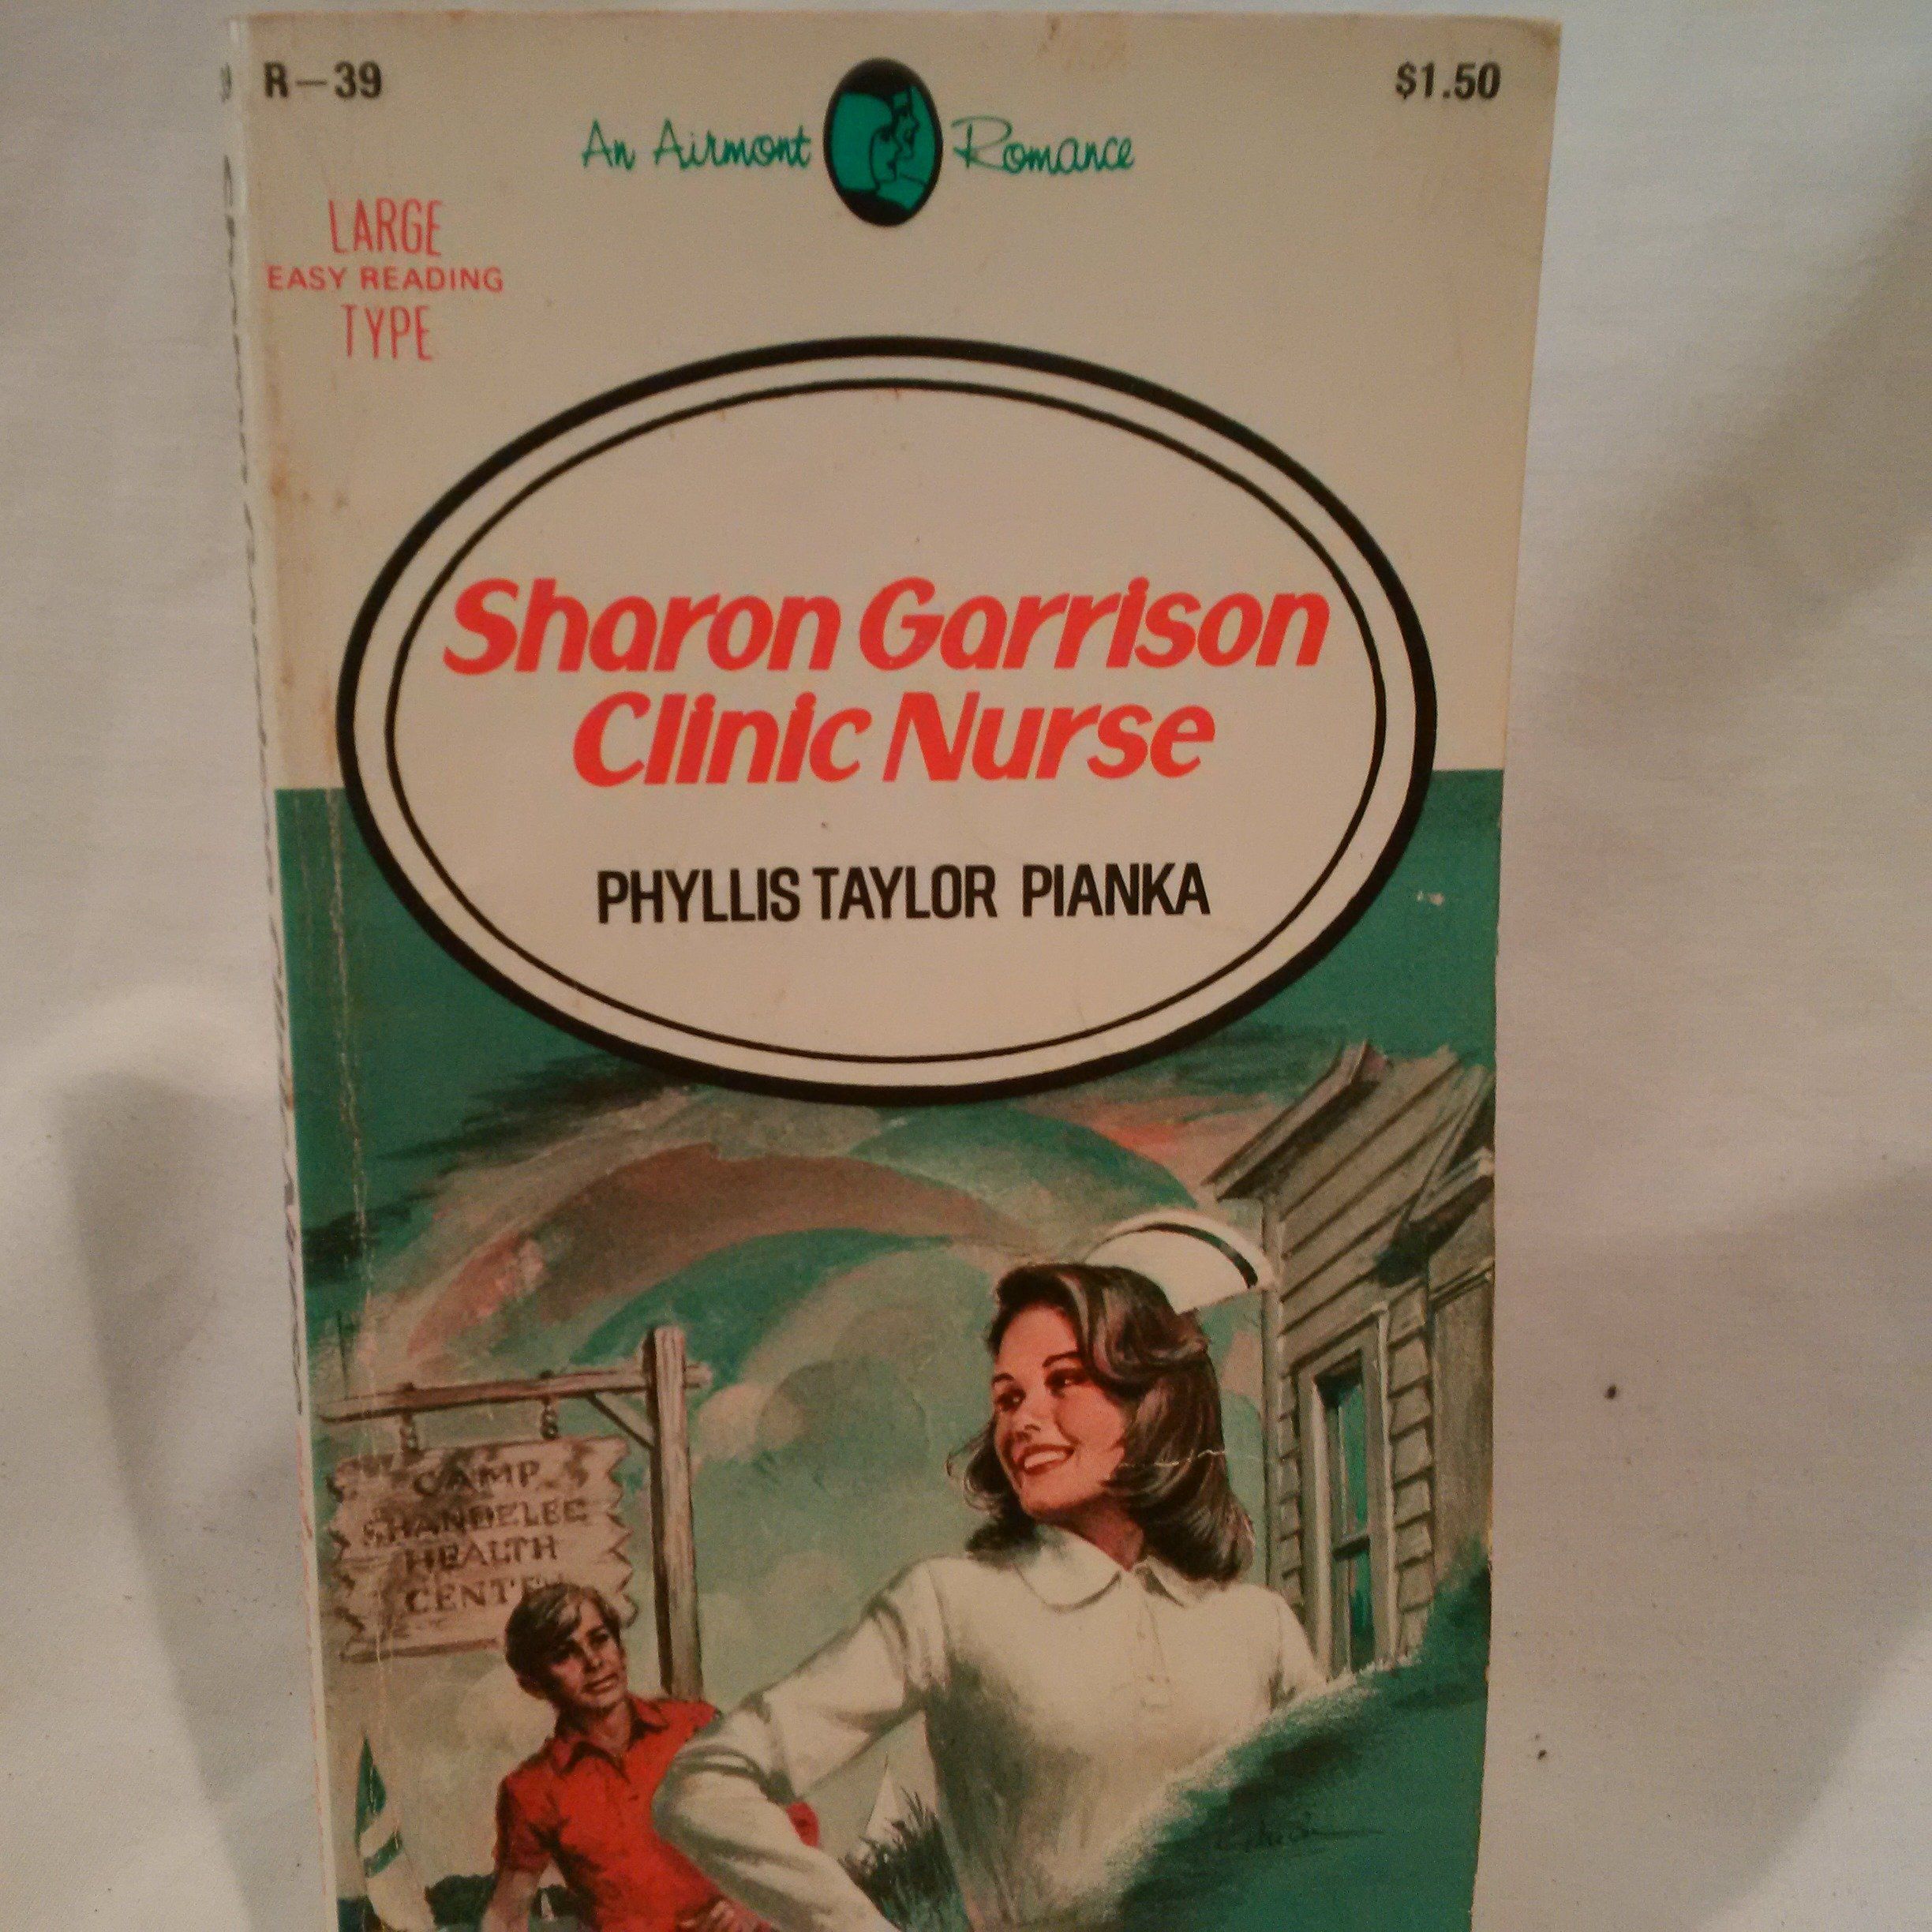 R—39
$1.50
An Airmont Romance
LARGE
EASY READING
TYPE
Sharon Garrison
Clinic Nurse
PHYLLIS TAYLOR PIANKA
CAMP
HEALTH